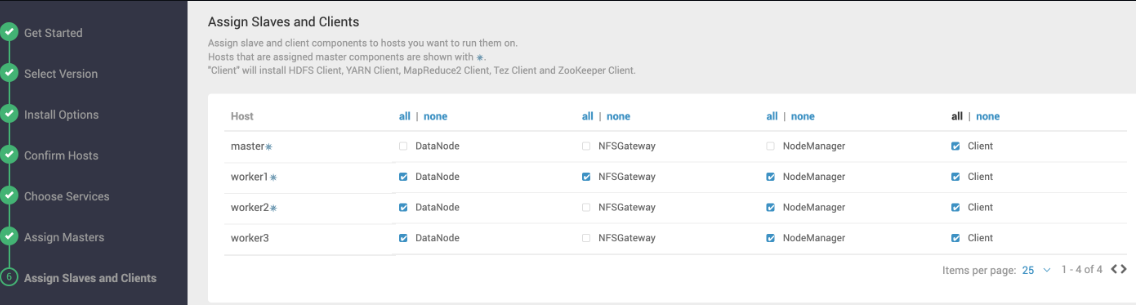 Get Started
Select Version
Install Options
Confirm Hosts
Choose Services
Assign Masters
6 Assign Slaves and Clients
Assign Slaves and Clients
Assign slave and client components to hosts you want to run them on.
Hosts that are assigned master components are shown with ✷.
"Client" will install HDFS Client, YARN Client, MapReduce2 Client, Tez Client and ZooKeeper Client.
Host all | none all | none all | none all | none
master✷ DataNode NFSGateway NodeManager Client
worker1✷ DataNode NFSGateway NodeManager Client
worker2✷ DataNode NFSGateway NodeManager Client
worker3 DataNode NFSGateway NodeManager Client
Items per page: 25 1 - 4 of 4